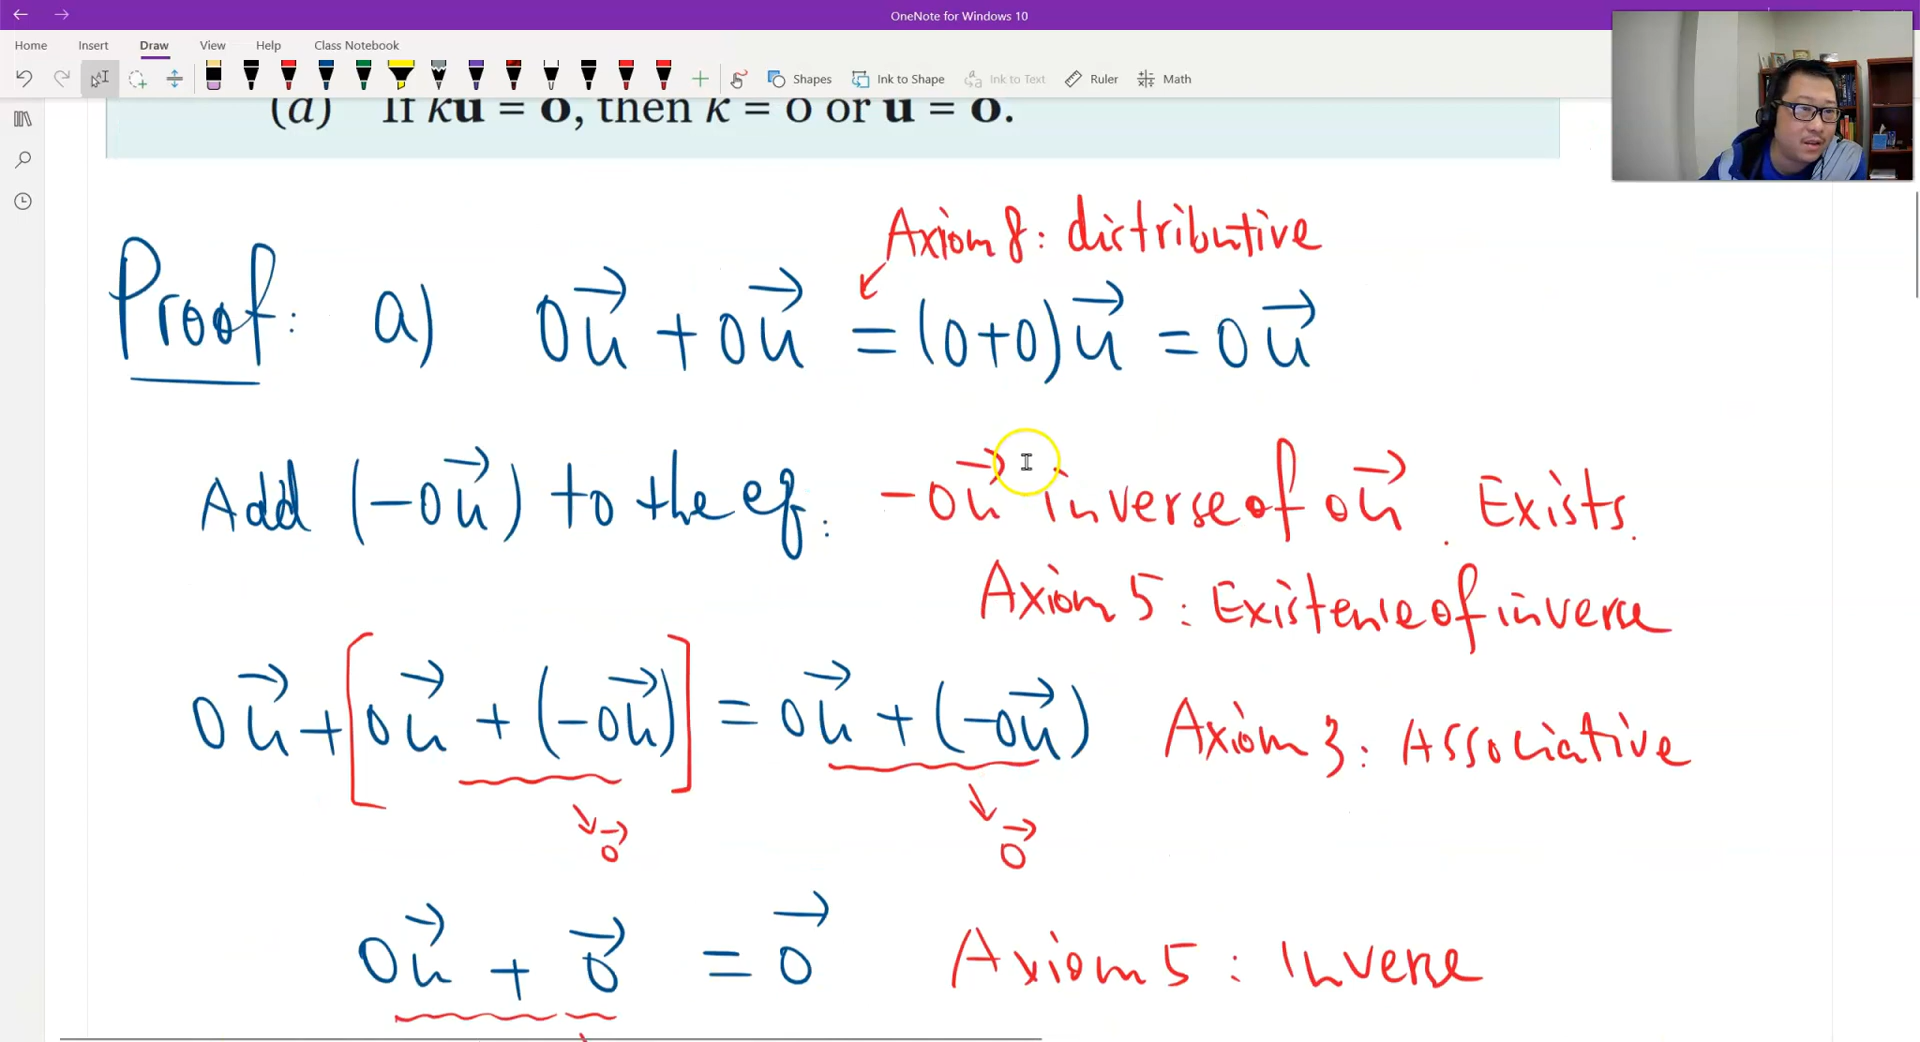 OneNote for Windows 10
Home Insert Draw View Help Class Notebook
Shapes Ink to Shape Ink to Text Ruler Math
(d) If ku = 0, then k = 0 or u = 0.
Axiom 8: distributive
Proof: a) 0u⃗ + 0u⃗ = (0+0)u⃗ = 0u⃗
Add (-0u⃗) to the eq: -0u⃗ inverse of 0u⃗. Exists.
Axiom 5: Existence of inverse
0u⃗ + [0u⃗ + (-0u⃗)] = 0u⃗ + (-0u⃗) Axiom 3: Associative
0⃗ 0⃗
0u⃗ + 0⃗ = 0⃗ Axiom 5: Inverse